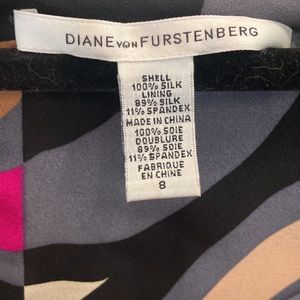 DIANE VON FURSTENBERG
SHELL
100% SILK
LINING
89% SILK
11% SPANDEX
MADE IN CHINA
100% SOIE
DOUBLURE
89% SOIE
11% SPANDEX
FABRIQUE
EN CHINE
8